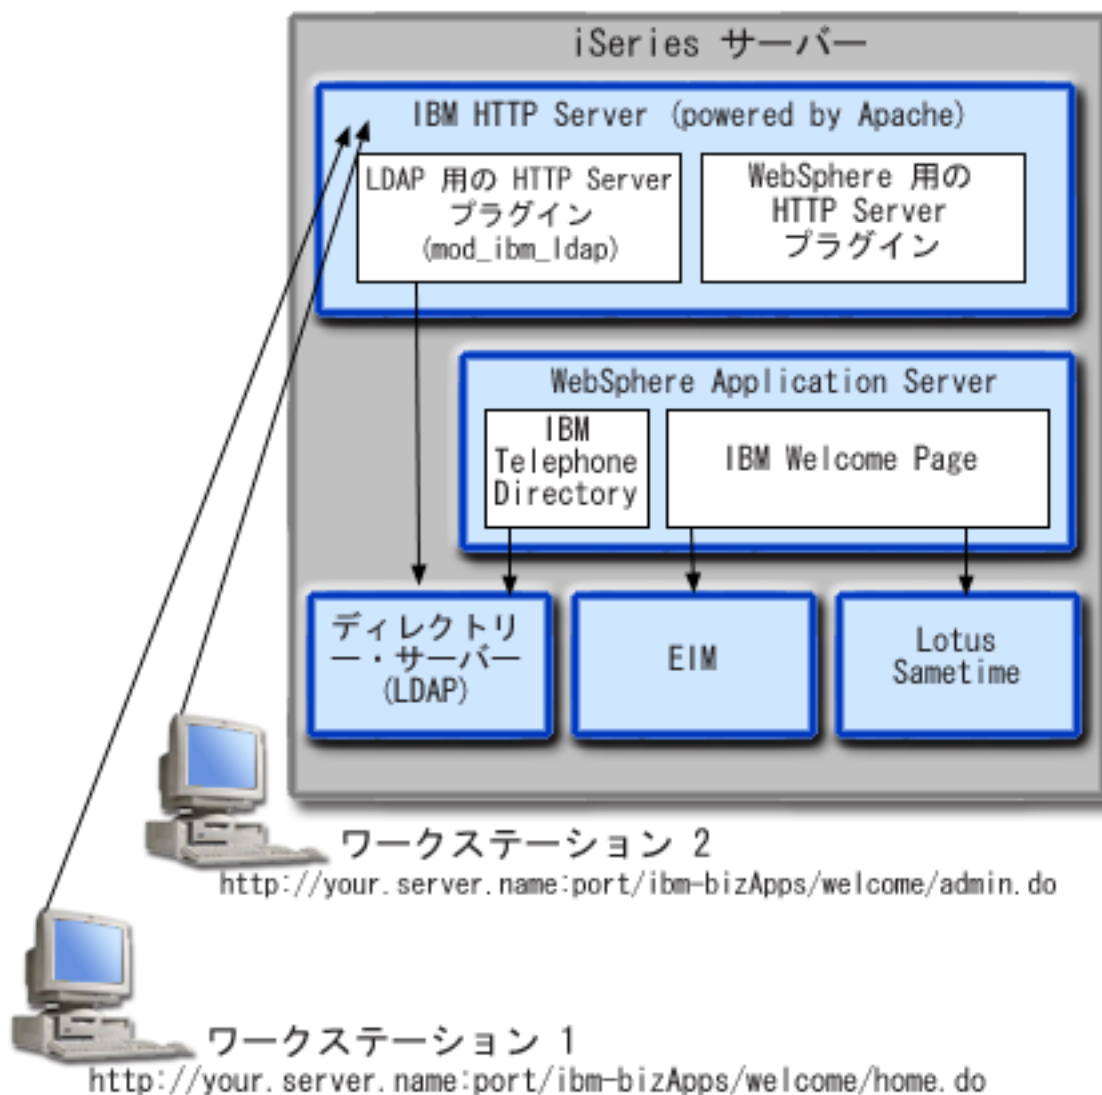 iSeries サーバー
IBM HTTP Server (powered by Apache)
LDAP 用の HTTP Server
プラグイン
(mod_ibm_ldap)
WebSphere 用の
HTTP Server
プラグイン
WebSphere Application Server
IBM
Telephone
Directory
IBM Welcome Page
ディレクトリ
ー・サーバー
(LDAP)
EIM
Lotus
Sametime
ワークステーション 2
http://your.server.name:port/ibm-bizApps/welcome/admin.do
ワークステーション 1
http://your.server.name:port/ibm-bizApps/welcome/home.do